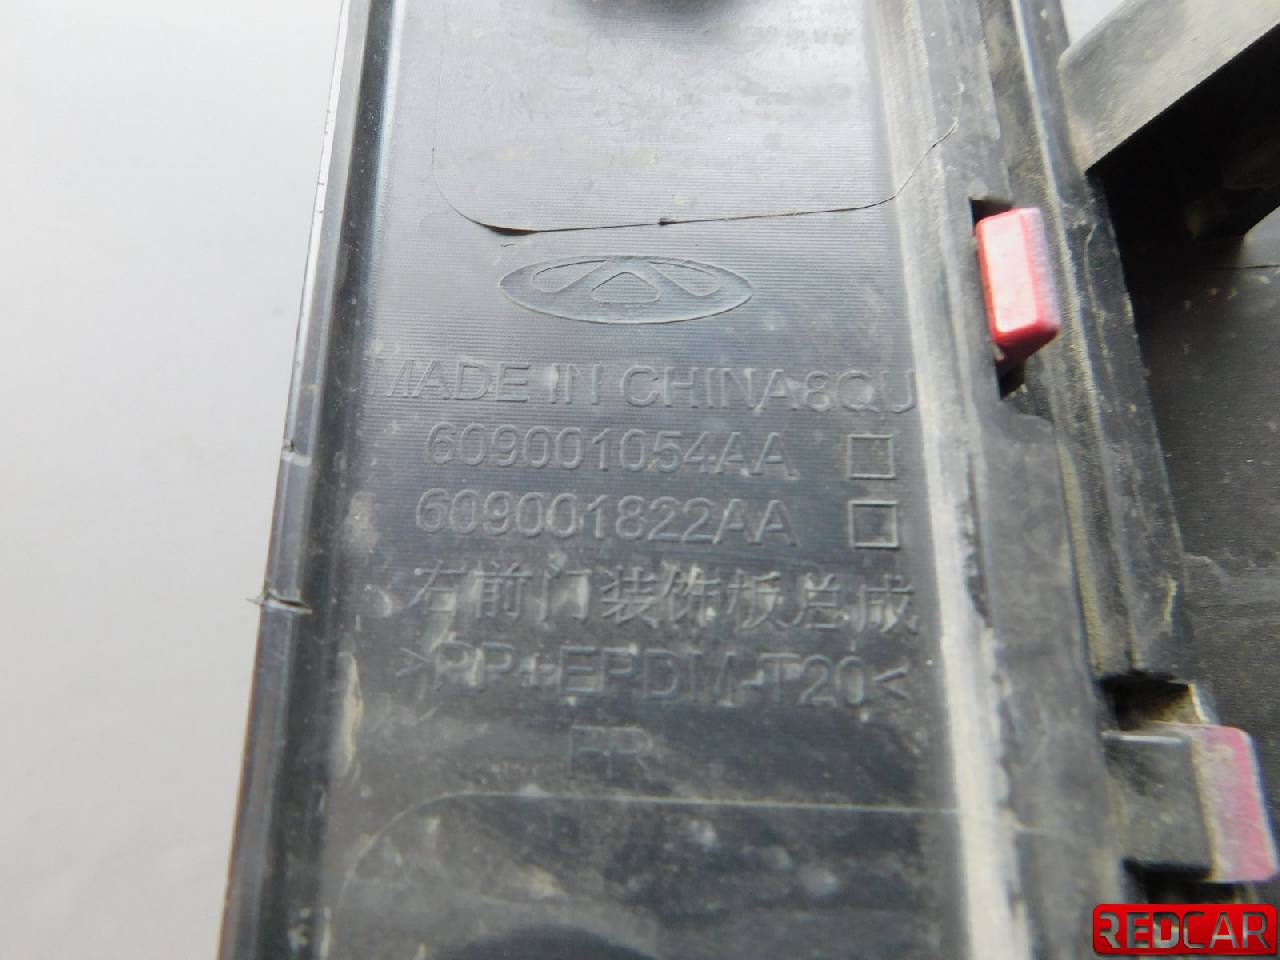 MADE IN CHINA8QU
609001054AA □
609001822AA □
右前门装饰板总成
>PP+EPDM-T20<
FR
REDCAR